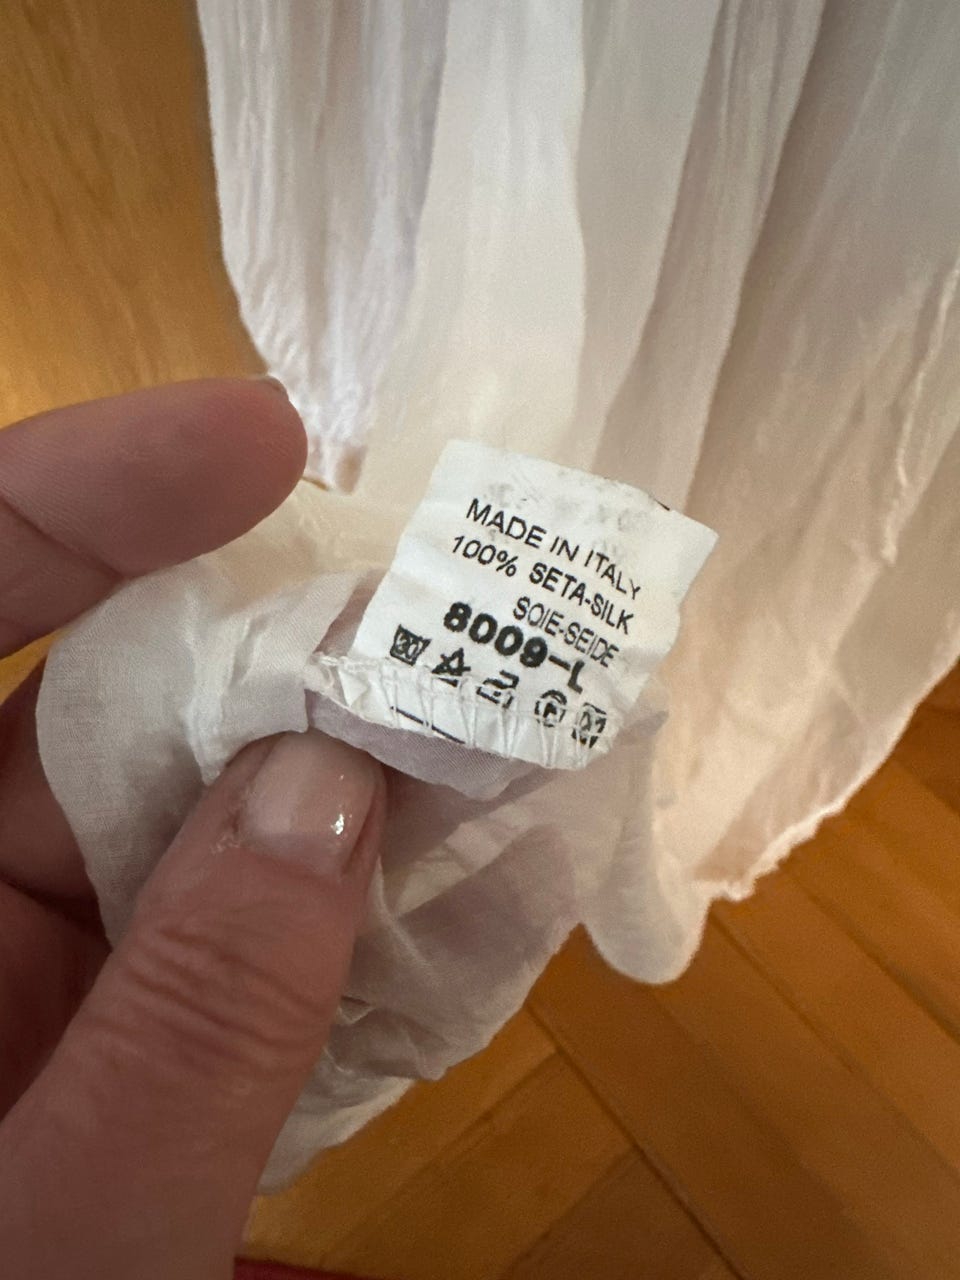 MADE IN ITALY
100% SETA-SILK
SOIE-SEIDE
8009-L